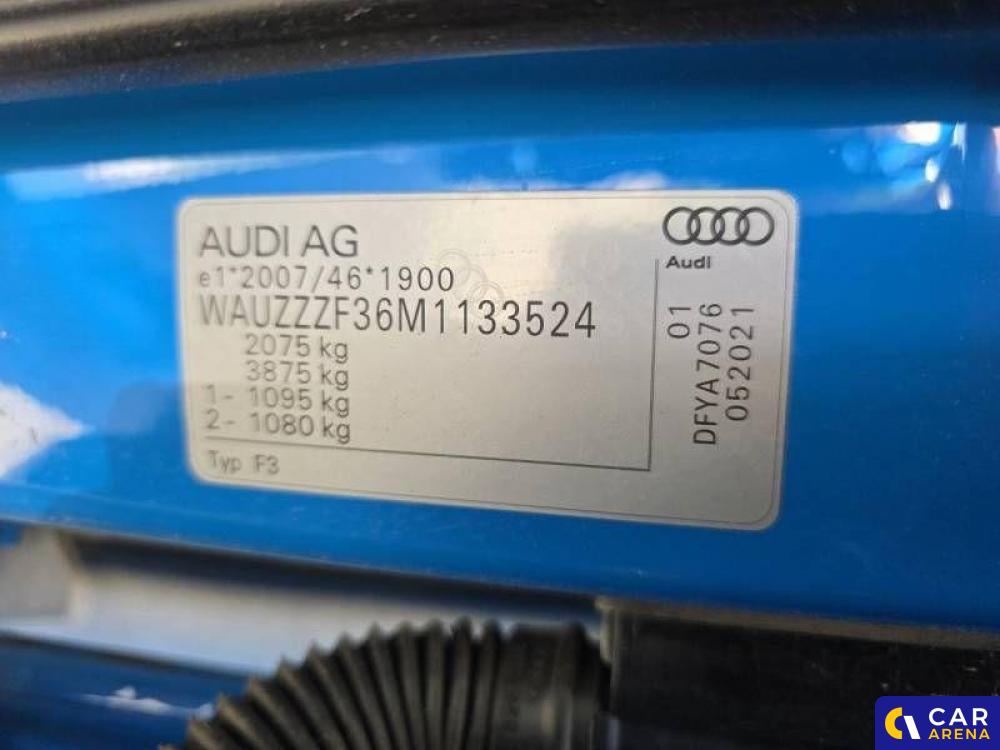 AUDI AG
e1*2007/46*1900
WAUZZZF36M1133524
2075 kg
3875 kg
1- 1095 kg
2- 1080 kg
Typ F3
Audi
01
DFYA7076
052021
CAR
ARENA